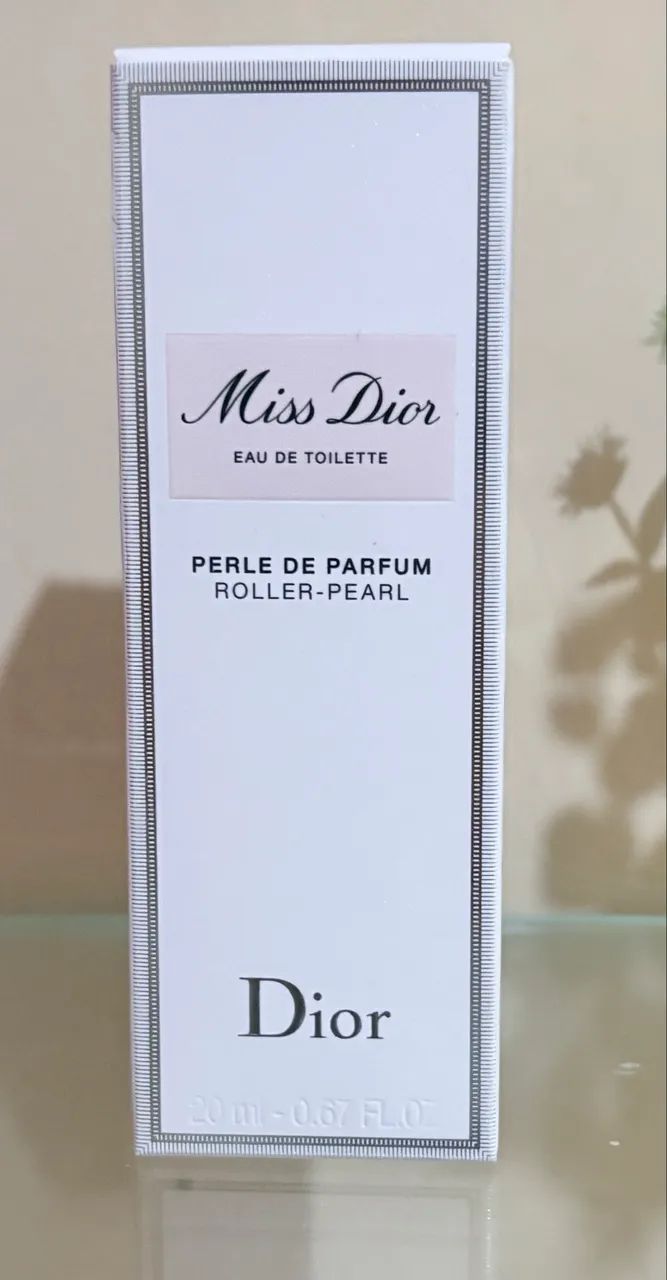 Miss Dior
EAU DE TOILETTE
PERLE DE PARFUM
ROLLER-PEARL
Dior
20 ml - 0.67 FL.OZ